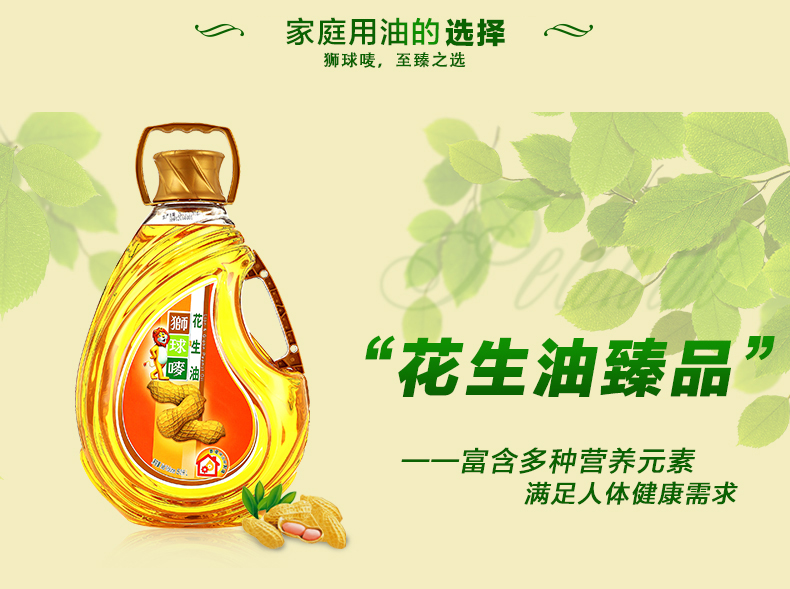 家庭用油的选择
狮球唛，至臻之选
獅球嘜
花生油
“花生油臻品”
——富含多种营养元素
满足人体健康需求